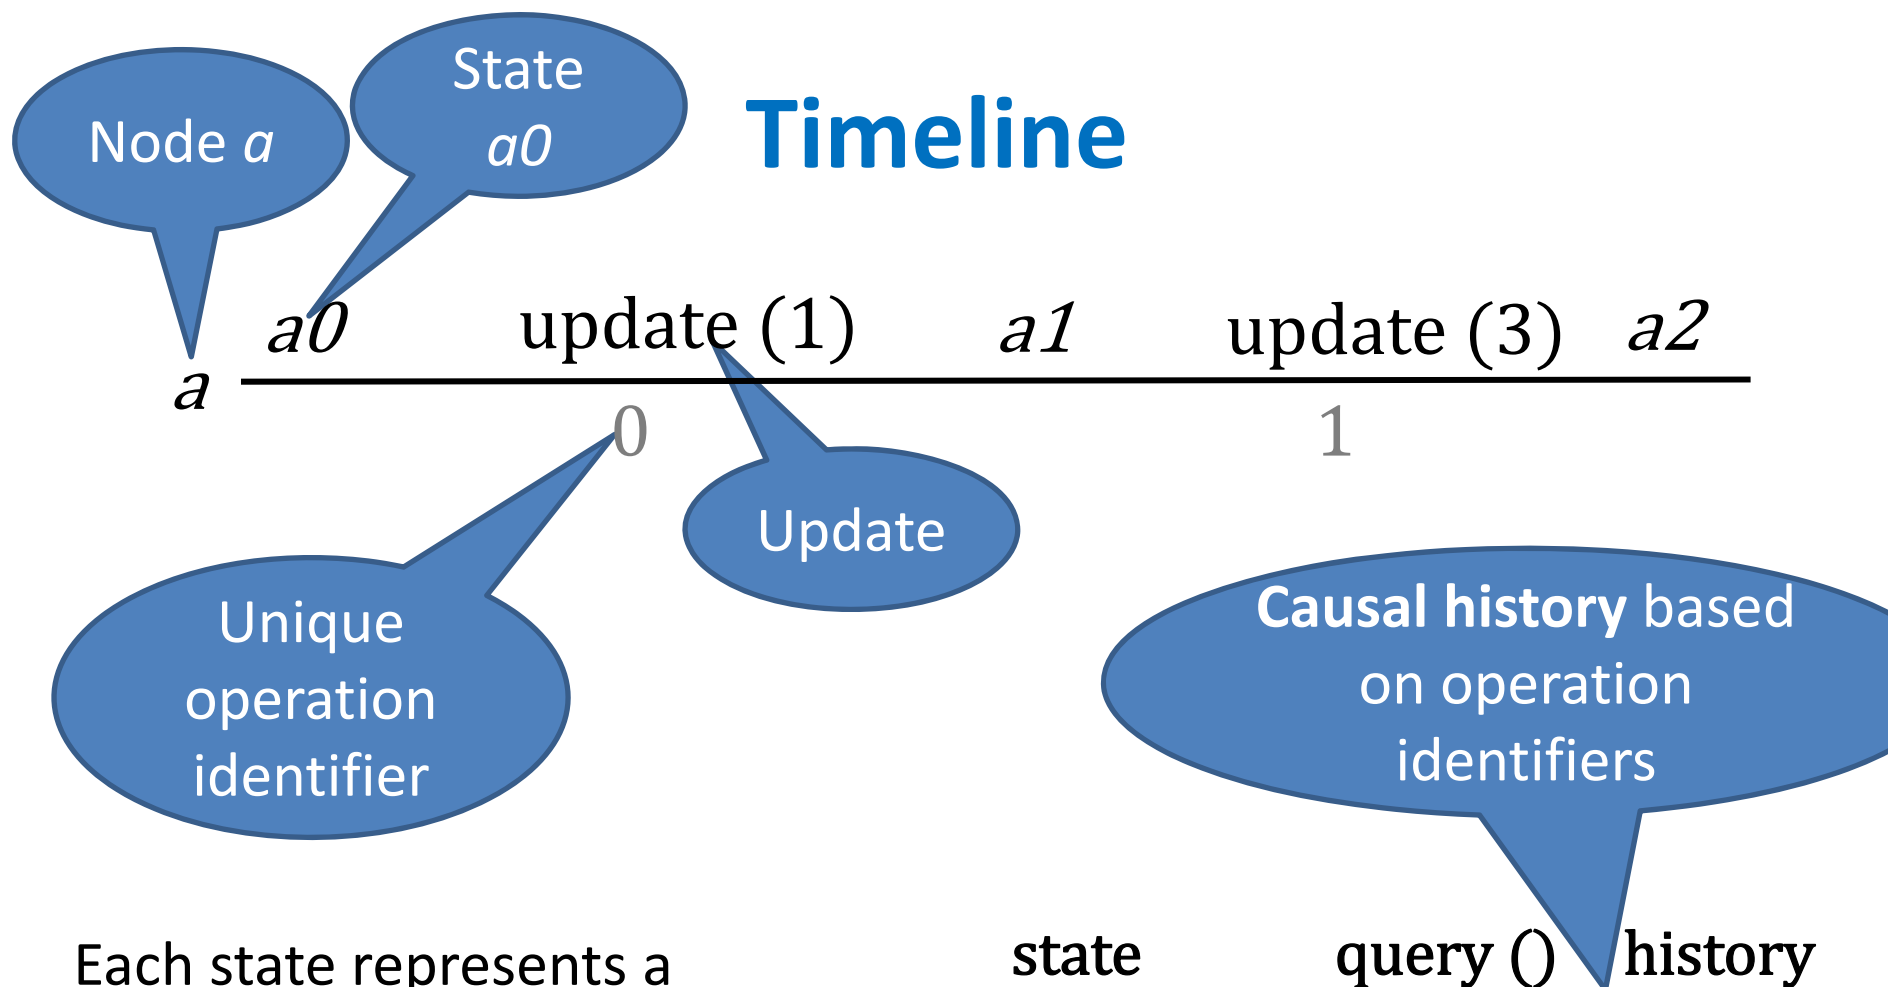 State
a0
Node a
Timeline
a0 update (1) a1 update (3) a2
a
0 1
Update
Unique
operation
identifier
Causal history based
on operation
identifiers
Each state represents a
state query () history